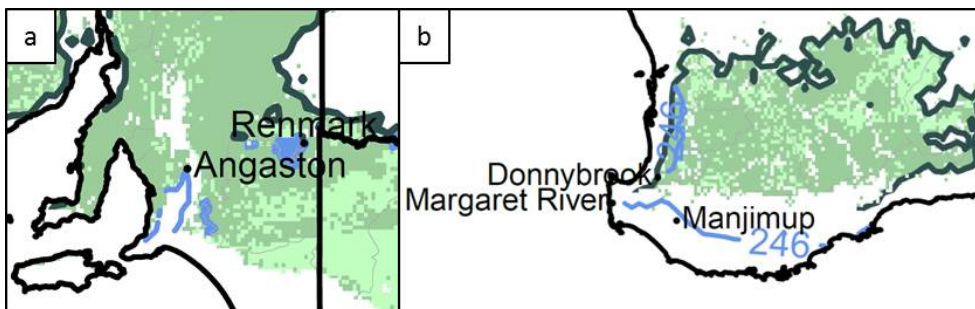 a
Renmark
Angaston
b
246
Donnybrook
Margaret River
Manjimup
246